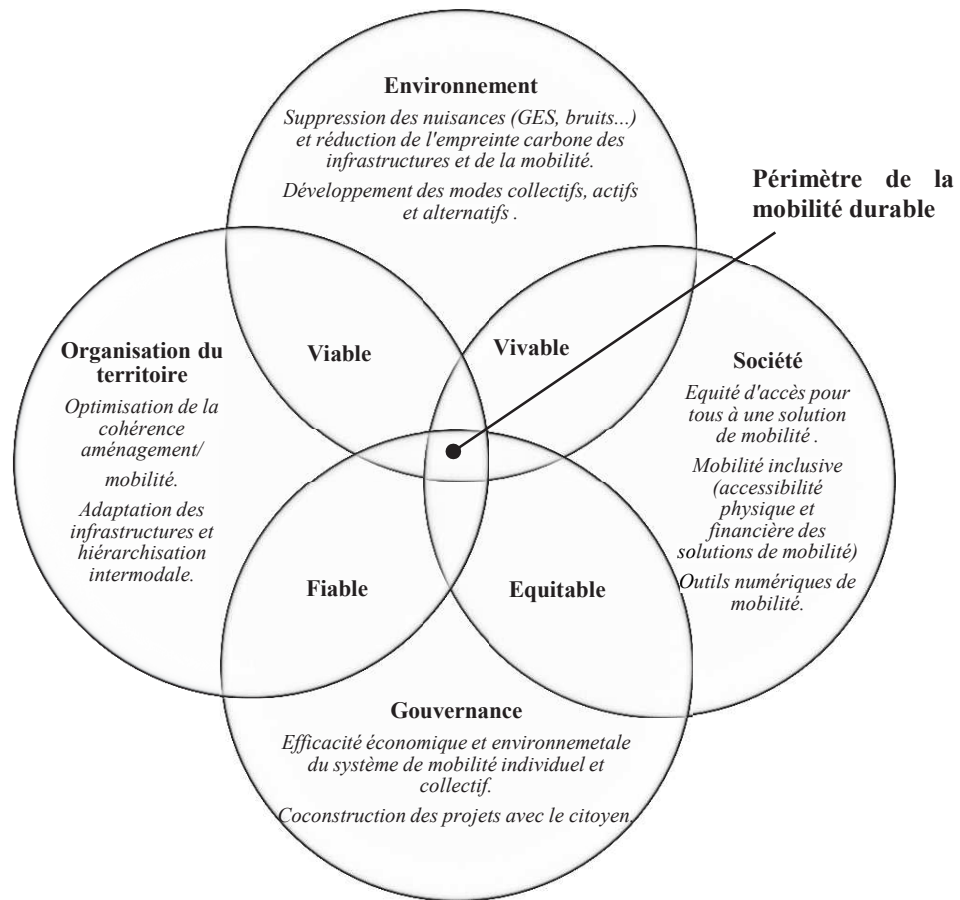 Environnement
Suppression des nuisances (GES, bruits...)
et réduction de l'empreinte carbone des
infrastructures et de la mobilité.
Développement des modes collectifs, actifs
et alternatifs .
Périmètre de la
mobilité durable
Organisation du
territoire
Optimisation de la
cohérence
aménagement/
mobilité.
Adaptation des
infrastructures et
hiérarchisation
intermodale.
Viable
Vivable
Société
Equité d'accès pour
tous à une solution
de mobilité .
Mobilité inclusive
(accessibilité
physique et
financière des
solutions de mobilité)
Outils numériques de
mobilité.
Fiable
Equitable
Gouvernance
Efficacité économique et environnemetale
du système de mobilité individuel et
collectif.
Coconstruction des projets avec le citoyen.